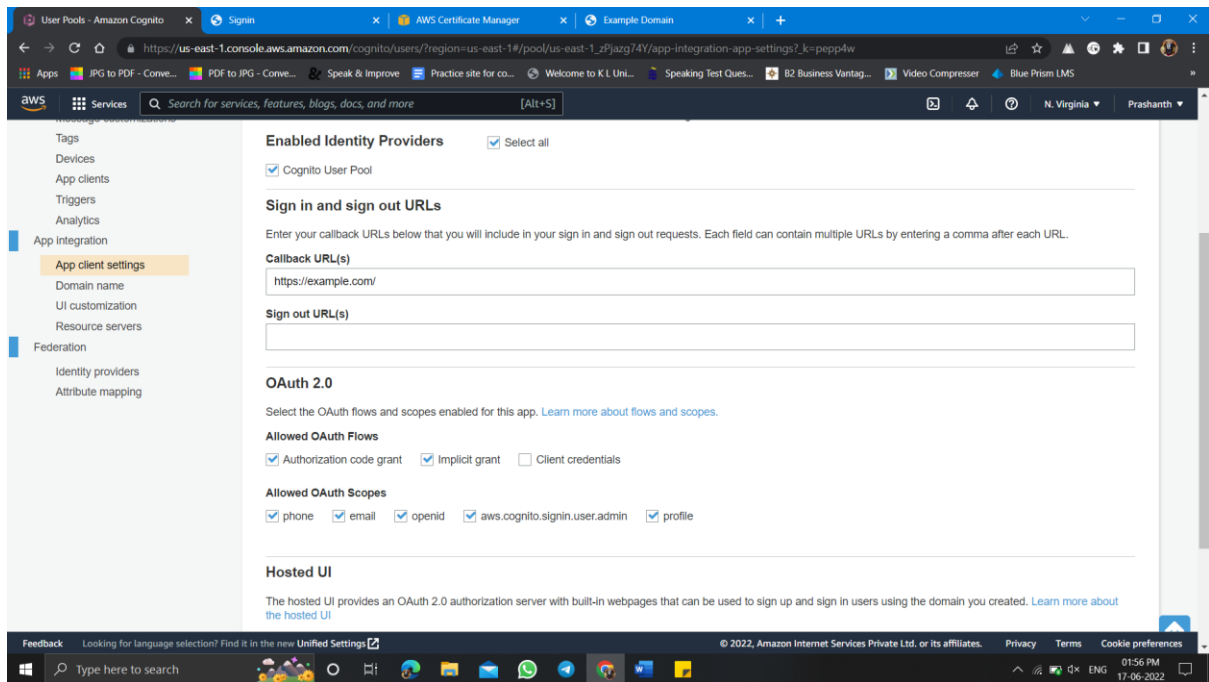 User Pools - Amazon Cognito
Signin
AWS Certificate Manager
Example Domain
https://us-east-1.console.aws.amazon.com/cognito/users/?region=us-east-1#/pool/us-east-1_zPjazg74Y/app-integration-app-settings?_k=pepp4w
Apps JPG to PDF - Conve... PDF to JPG - Conve... Speak & Improve Practice site for co... Welcome to K L Uni... Speaking Test Ques... B2 Business Vantag... Video Compresser Blue Prism LMS »
aws Services Search for services, features, blogs, docs, and more [Alt+S] N. Virginia ▼ Prashanth ▼
Message customizations
Tags
Devices
App clients
Triggers
Analytics
App integration
App client settings
Domain name
UI customization
Resource servers
Federation
Identity providers
Attribute mapping
Enabled Identity Providers Select all
Cognito User Pool
Sign in and sign out URLs
Enter your callback URLs below that you will include in your sign in and sign out requests. Each field can contain multiple URLs by entering a comma after each URL.
Callback URL(s)
https://example.com/
Sign out URL(s)
OAuth 2.0
Select the OAuth flows and scopes enabled for this app. Learn more about flows and scopes.
Allowed OAuth Flows
Authorization code grant Implicit grant Client credentials
Allowed OAuth Scopes
phone email openid aws.cognito.signin.user.admin profile
Hosted UI
The hosted UI provides an OAuth 2.0 authorization server with built-in webpages that can be used to sign up and sign in users using the domain you created. Learn more about
the hosted UI
Feedback Looking for language selection? Find it in the new Unified Settings © 2022, Amazon Internet Services Private Ltd. or its affiliates. Privacy Terms Cookie preferences
Type here to search
ENG
01:56 PM
17-06-2022